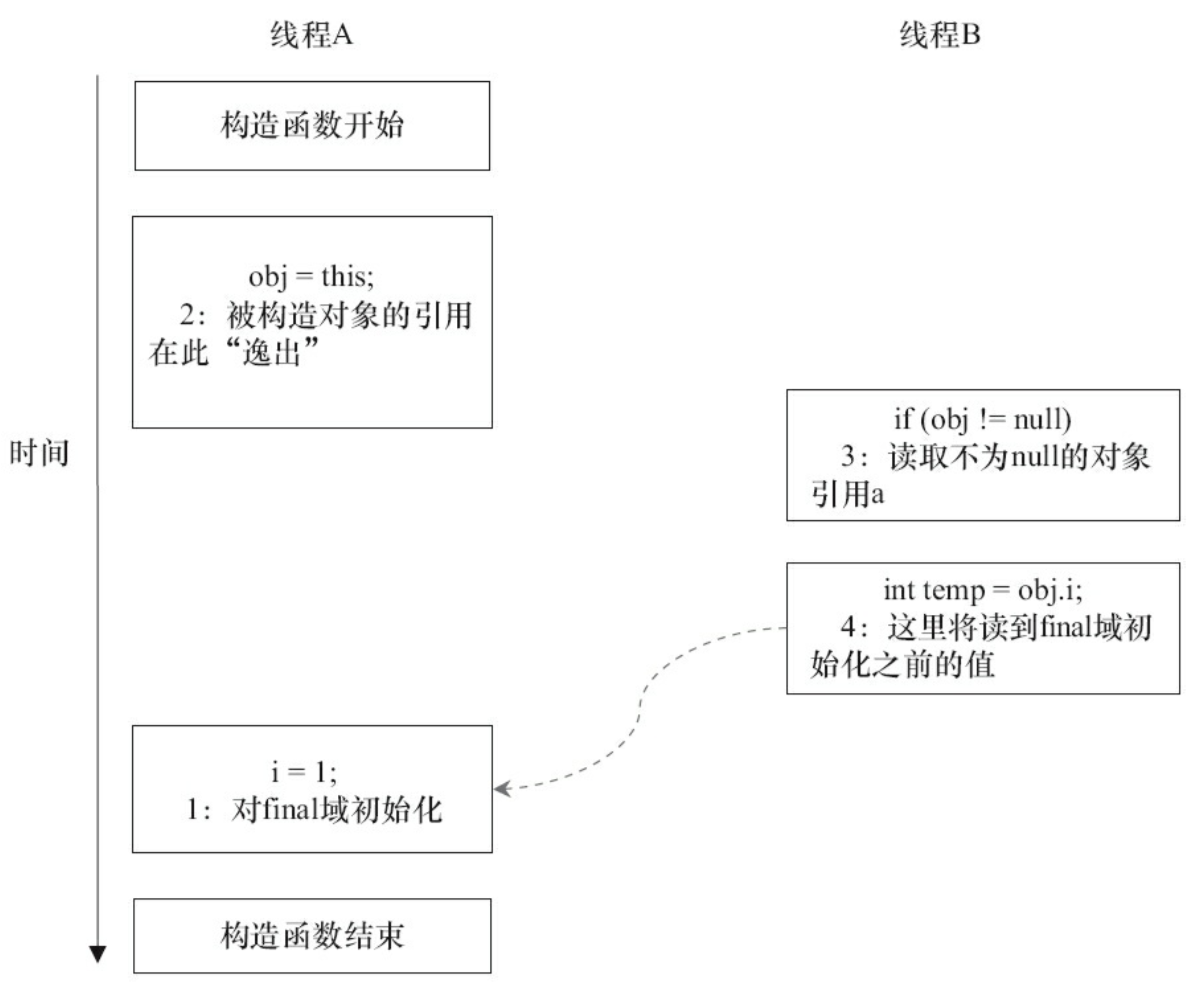 线程A
线程B
构造函数开始
obj = this;
2：被构造对象的引用
在此“逸出”
时间
if (obj != null)
3：读取不为null的对象
引用a
int temp = obj.i;
4：这里将读到final域初
始化之前的值
i = 1;
1：对final域初始化
构造函数结束